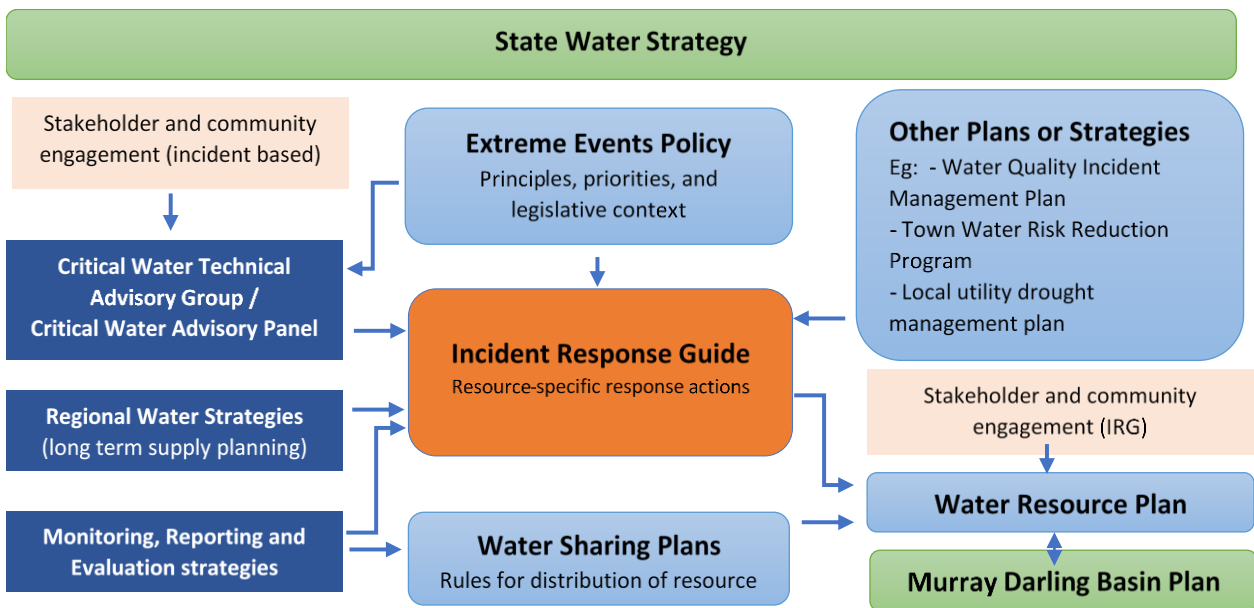 State Water Strategy
Stakeholder and community
engagement (incident based)
Extreme Events Policy
Principles, priorities, and
legislative context
Other Plans or Strategies
Eg:  - Water Quality Incident
Management Plan
- Town Water Risk Reduction
Program
- Local utility drought
management plan
Critical Water Technical
Advisory Group /
Critical Water Advisory Panel
Incident Response Guide
Resource-specific response actions
Regional Water Strategies
(long term supply planning)
Stakeholder and community
engagement (IRG)
Water Resource Plan
Monitoring, Reporting and
Evaluation strategies
Water Sharing Plans
Rules for distribution of resource
Murray Darling Basin Plan